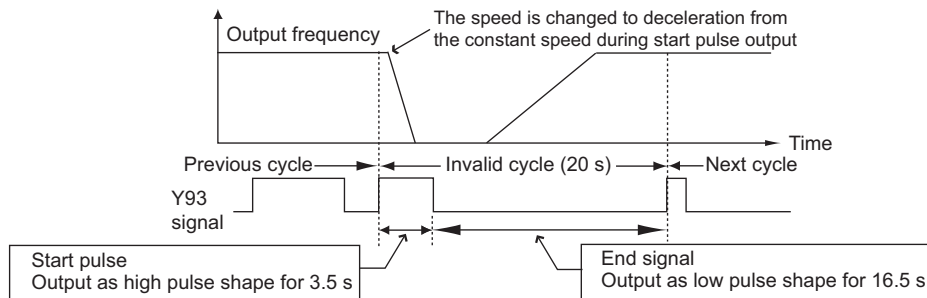 The speed is changed to deceleration from
the constant speed during start pulse output
Output frequency
Time
Previous cycle
Invalid cycle (20 s)
Next cycle
Y93
signal
Start pulse
Output as high pulse shape for 3.5 s
End signal
Output as low pulse shape for 16.5 s